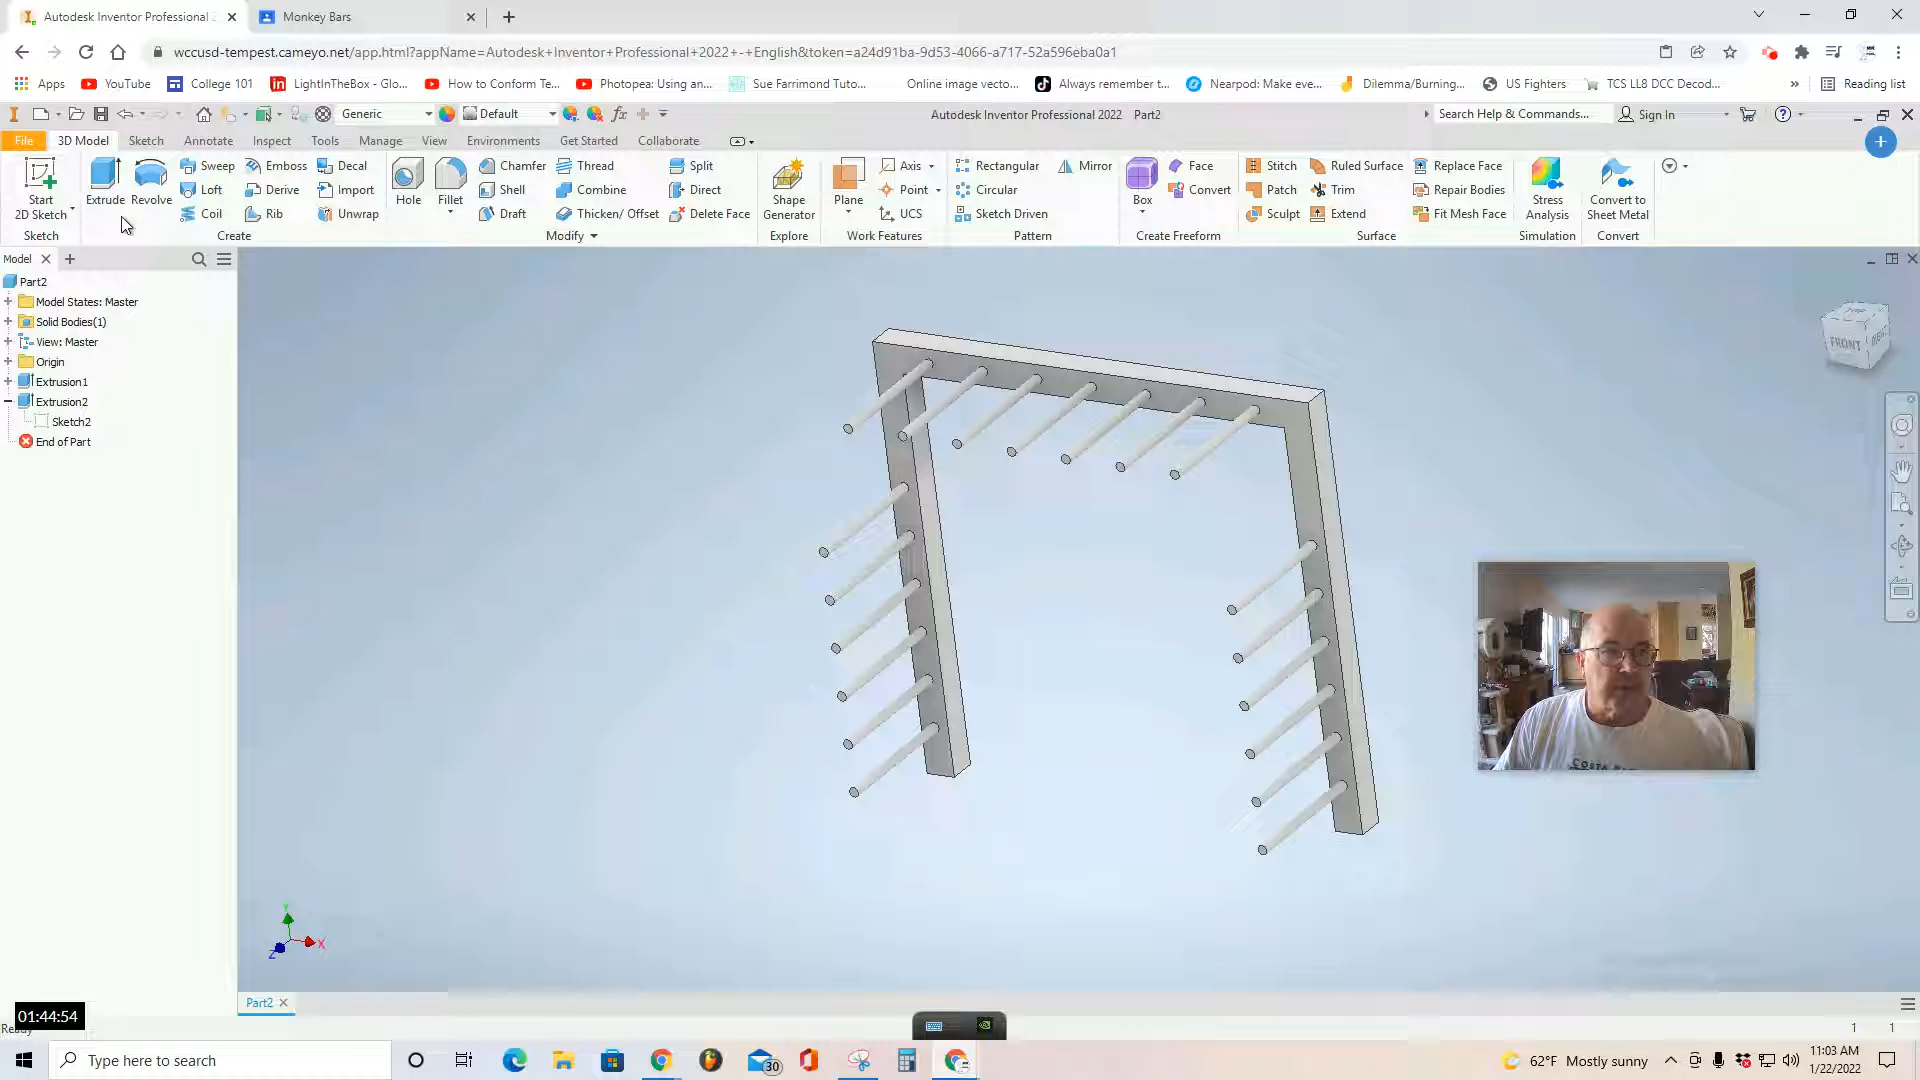 Autodesk Inventor Professional 2
Monkey Bars
wccusd-tempest.cameyo.net/app.html?appName=Autodesk+Inventor+Professional+2022+-+English&token=a24d91ba-9d53-4066-a717-52a596eba0a1
Apps YouTube College 101 LightInTheBox - Glo... How to Conform Te... Photopea: Using an... Sue Farrimond Tuto... Online image vecto... Always remember t... Nearpod: Make eve... Dilemma/Burning... US Fighters TCS LL8 DCC Decod... » Reading list
Generic Default fx Autodesk Inventor Professional 2022 Part2 Search Help & Commands... Sign In
File 3D Model Sketch Annotate Inspect Tools Manage View Environments Get Started Collaborate
Start 2D Sketch
Sketch
Extrude Revolve
Sweep Emboss Decal
Loft Derive Import
Coil Rib Unwrap
Create
Hole Fillet
Chamfer Thread Split
Shell Combine Direct
Draft Thicken/ Offset Delete Face
Modify
Shape Generator
Explore
Plane
Axis
Point
UCS
Work Features
Rectangular Mirror
Circular
Sketch Driven
Pattern
Box
Face
Convert
Create Freeform
Stitch Ruled Surface Replace Face
Patch Trim Repair Bodies
Sculpt Extend Fit Mesh Face
Surface
Stress Analysis
Simulation
Convert to Sheet Metal
Convert
Model
Part2
Model States: Master
Solid Bodies(1)
View: Master
Origin
Extrusion1
Extrusion2
Sketch2
End of Part
TOP
FRONT
RIGHT
Y
X
Z
Part2
01:44:54
Ready
1 1
Type here to search
30
62°F Mostly sunny
11:03 AM
1/22/2022